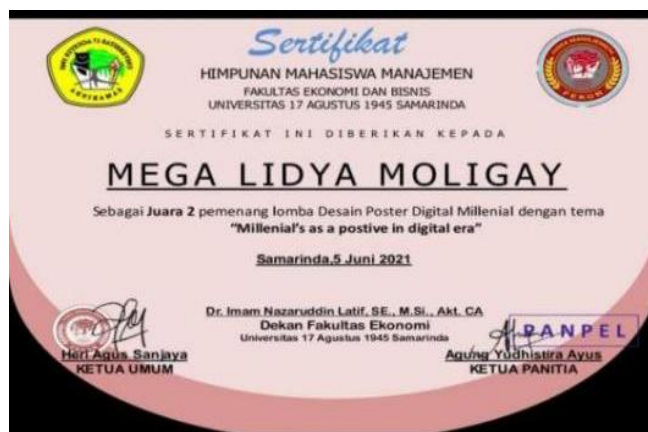 Sertifikat
HIMPUNAN MAHASISWA MANAJEMEN
FAKULTAS EKONOMI DAN BISNIS
UNIVERSITAS 17 AGUSTUS 1945 SAMARINDA
SERTIFIKAT INI DIBERIKAN KEPADA
MEGA LIDYA MOLIGAY
Sebagai Juara 2 pemenang lomba Desain Poster Digital Millenial dengan tema
“Millenial’s as a postive in digital era”
Samarinda,5 Juni 2021
Dr. Imam Nazaruddin Latif, SE., M.Si., Akt. CA
Dekan Fakultas Ekonomi
Universitas 17 Agustus 1945 Samarinda
Heri Agus Sanjaya
KETUA UMUM
PANPEL
Agung Yudhistira Ayus
KETUA PANITIA